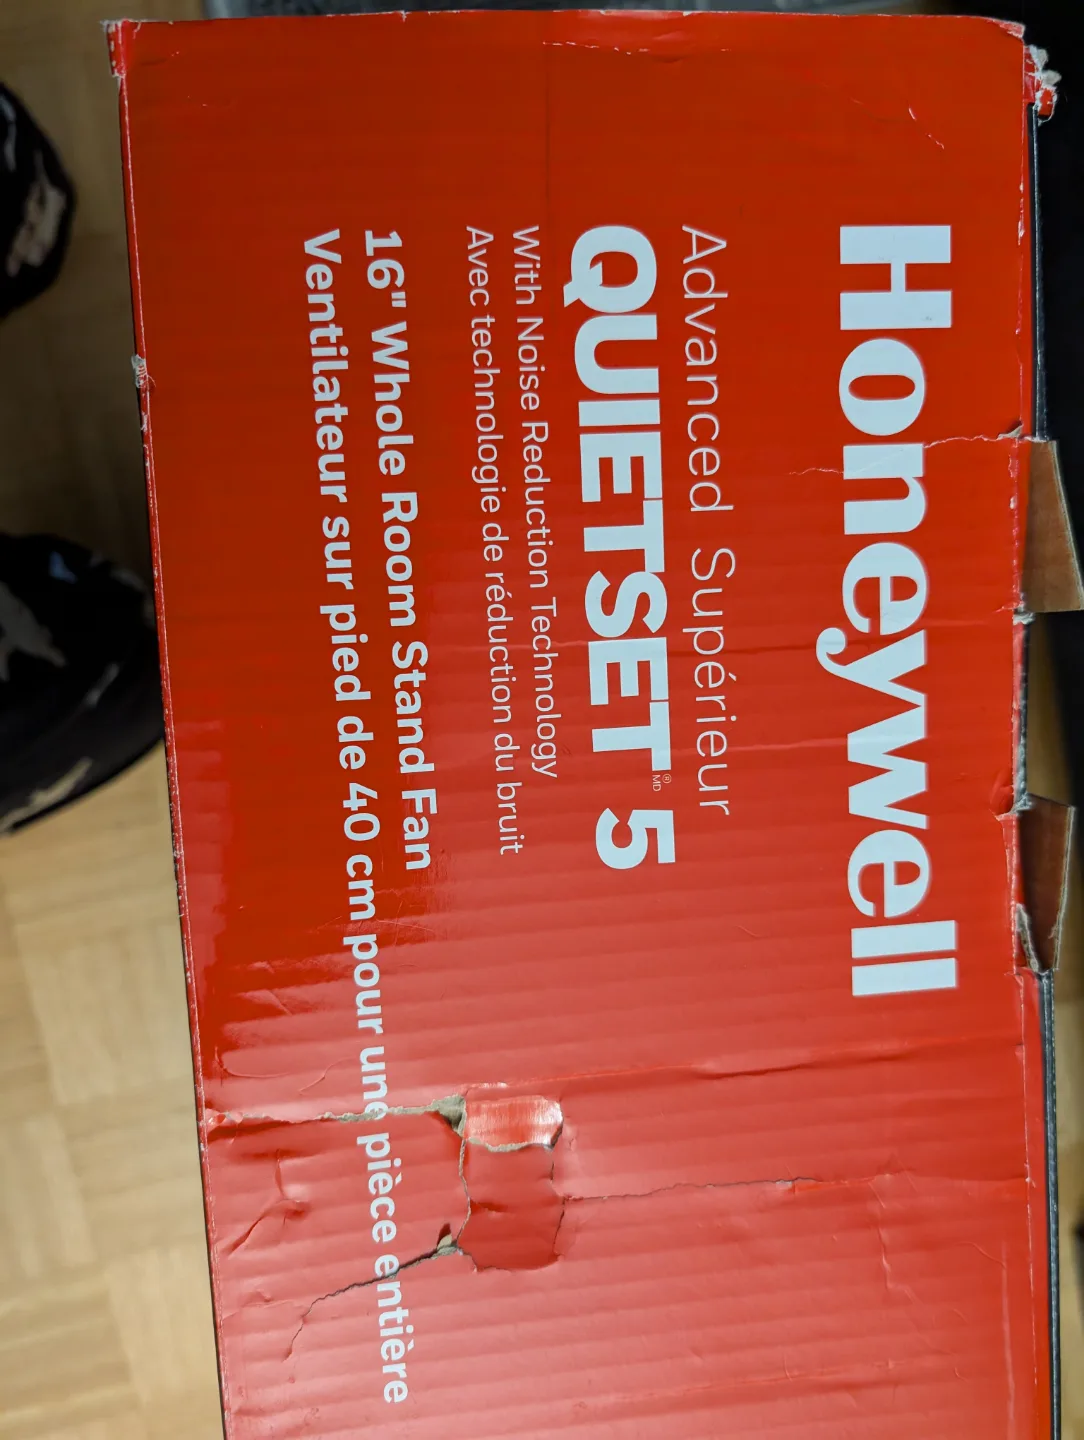 Honeywell
Advanced Supérieur
QUIETSET®MD 5
With Noise Reduction Technology
Avec technologie de réduction du bruit
16" Whole Room Stand Fan
Ventilateur sur pied de 40 cm pour une pièce entière